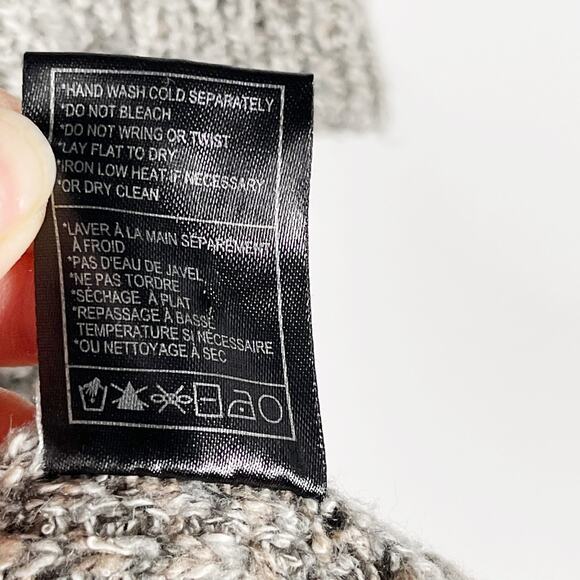 *HAND WASH COLD SEPARATELY
*DO NOT BLEACH
*DO NOT WRING OR TWIST
*LAY FLAT TO DRY
*IRON LOW HEAT IF NECESSARY
*OR DRY CLEAN
*LAVER À LA MAIN SÉPAREMENT
À FROID
*PAS D'EAU DE JAVEL
*NE PAS TORDRE
*SÉCHAGE À PLAT
*REPASSAGE À BASSE
TEMPÉRATURE SI NÉCESSAIRE
*OU NETTOYAGE À SEC